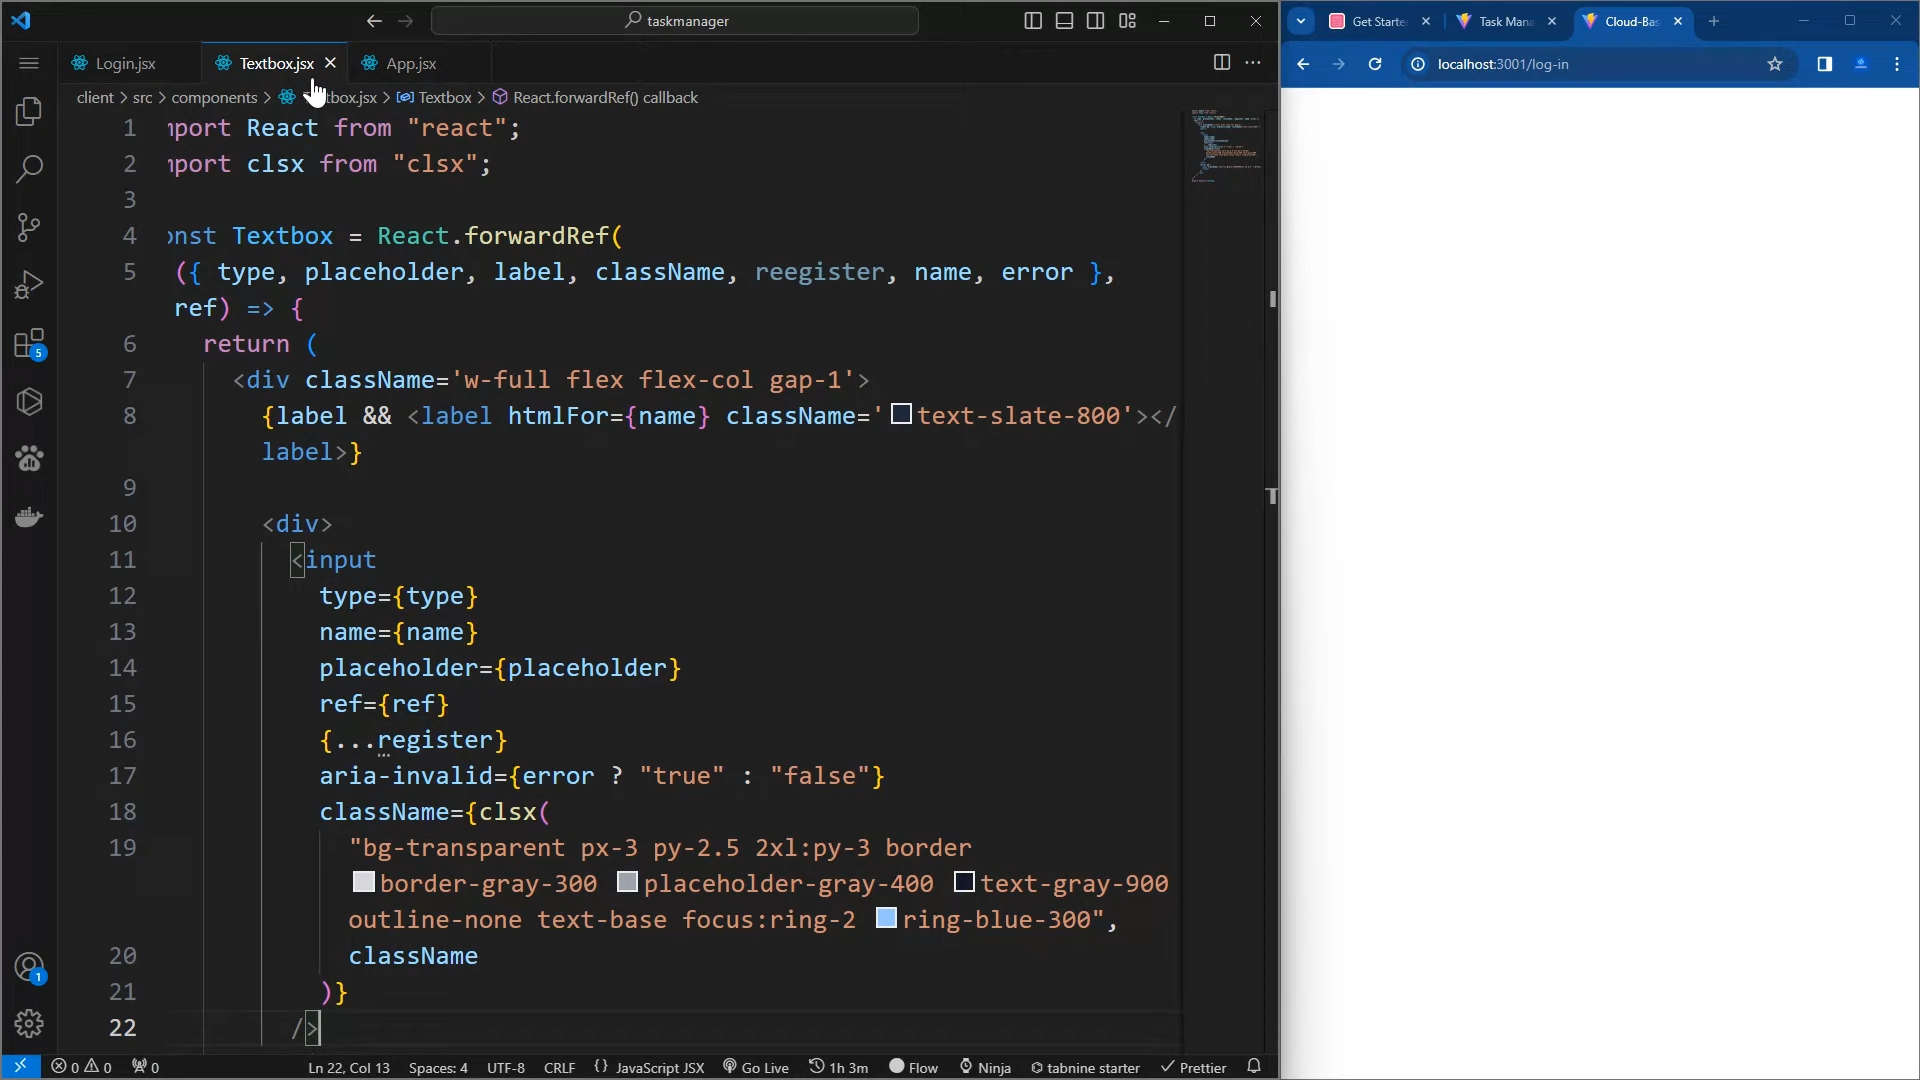 taskmanager
Login.jsx
Textbox.jsx
App.jsx
client > src > components > tbox.jsx > Textbox > React.forwardRef() callback
1 mport React from "react";
2 mport clsx from "clsx";
3
4 onst Textbox = React.forwardRef(
5 ({ type, placeholder, label, className, reegister, name, error },
ref) => {
6 return (
7 <div className='w-full flex flex-col gap-1'>
8 {label && <label htmlFor={name} className='text-slate-800'></
label>}
9
10 <div>
11 <input
12 type={type}
13 name={name}
14 placeholder={placeholder}
15 ref={ref}
16 {...register}
17 aria-invalid={error ? "true" : "false"}
18 className={clsx(
19 "bg-transparent px-3 py-2.5 2xl:py-3 border
border-gray-300 placeholder-gray-400 text-gray-900
outline-none text-base focus:ring-2 ring-blue-300",
20 className
21 )}
22 />
5
1
0 0 0
Ln 22, Col 13
Spaces: 4
UTF-8
CRLF
{} JavaScript JSX
Go Live
1h 3m
Flow
Ninja
tabnine starter
Prettier
Get Starte
Task Mana
Cloud-Bas
localhost:3001/log-in